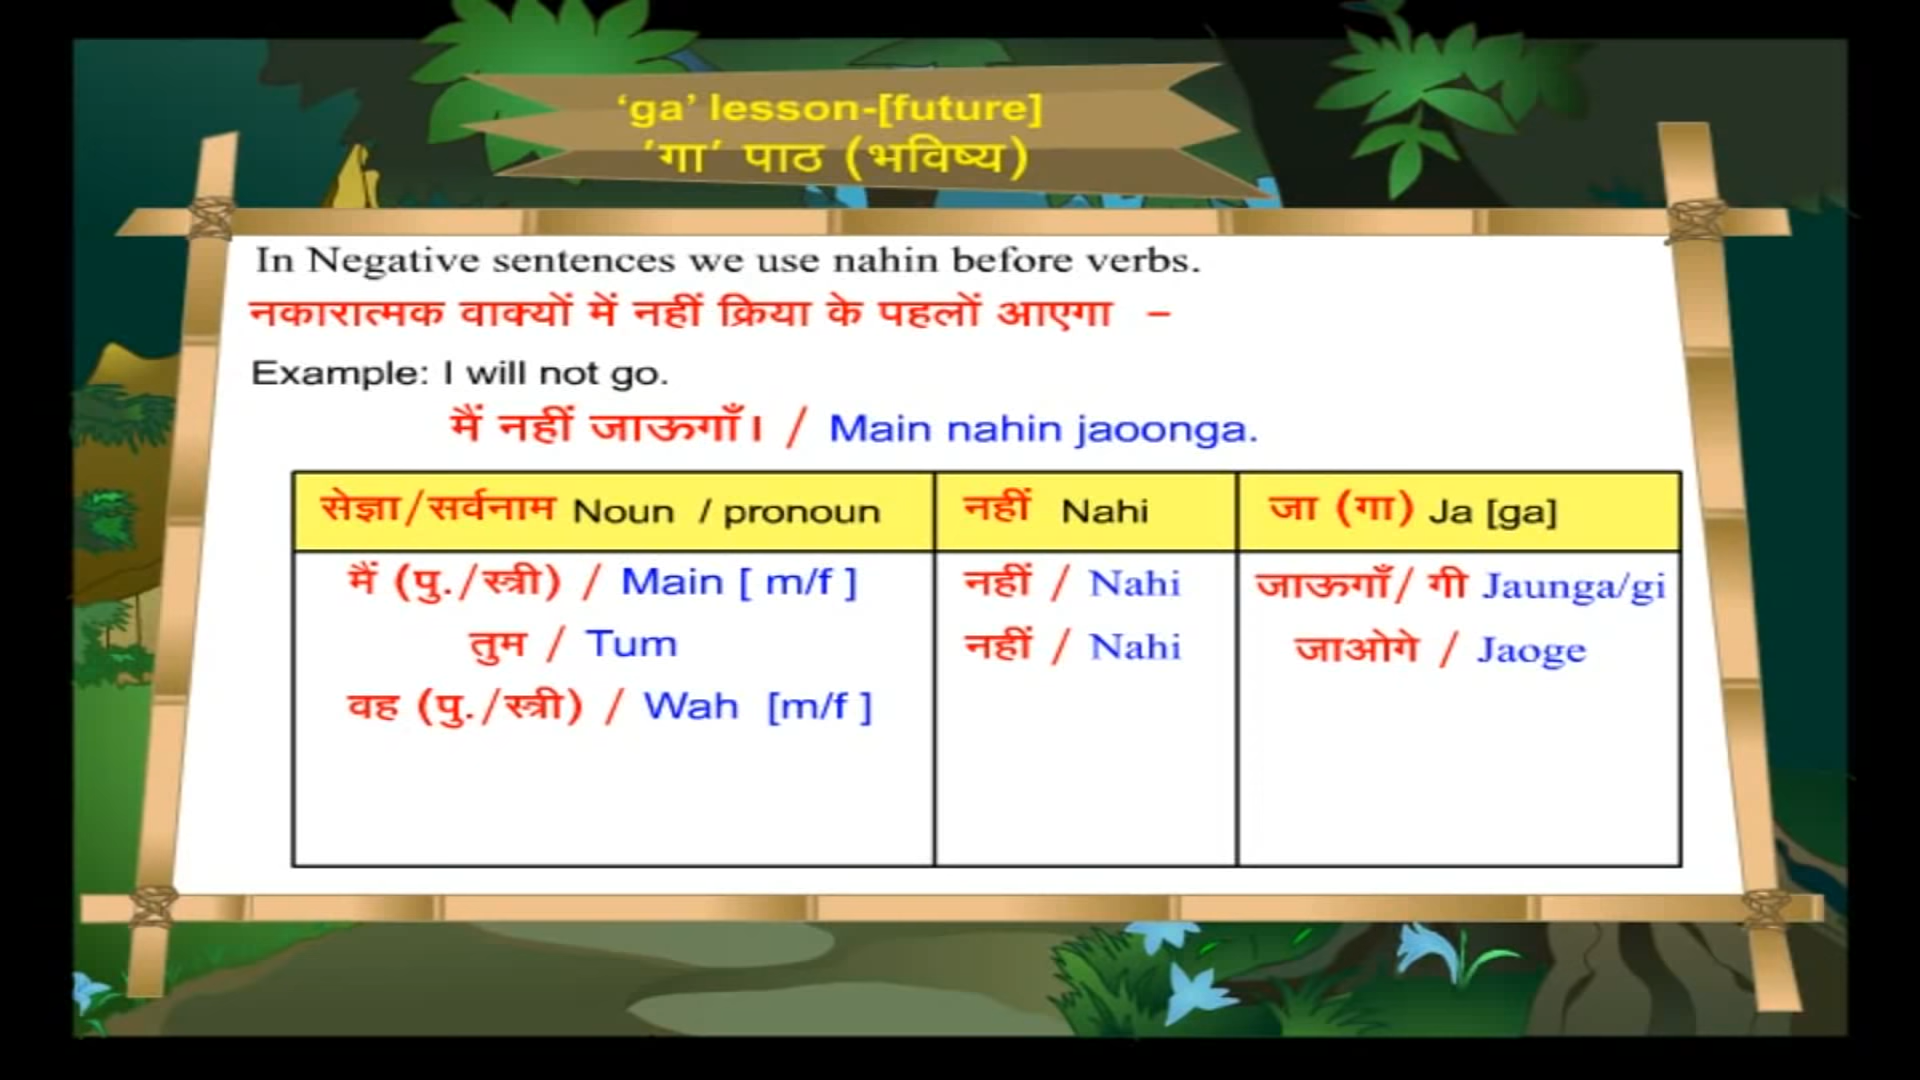 ‘ga’ lesson-[future]
′गा′ पाठ (भविष्य)
In Negative sentences we use nahin before verbs.
नकारात्मक वाक्यों में नहीं क्रिया के पहलों आएगा –
Example: I will not go.
मैं नहीं जाऊगाँ। / Main nahin jaoonga.
सेज्ञा/सर्वनाम Noun / pronoun नहीं Nahi जा (गा) Ja [ga]
मैं (पु./स्त्री) / Main [ m/f ] नहीं / Nahi जाऊगाँ/ गी Jaunga/gi
तुम / Tum नहीं / Nahi जाओगे / Jaoge
वह (पु./स्त्री) / Wah [m/f ]